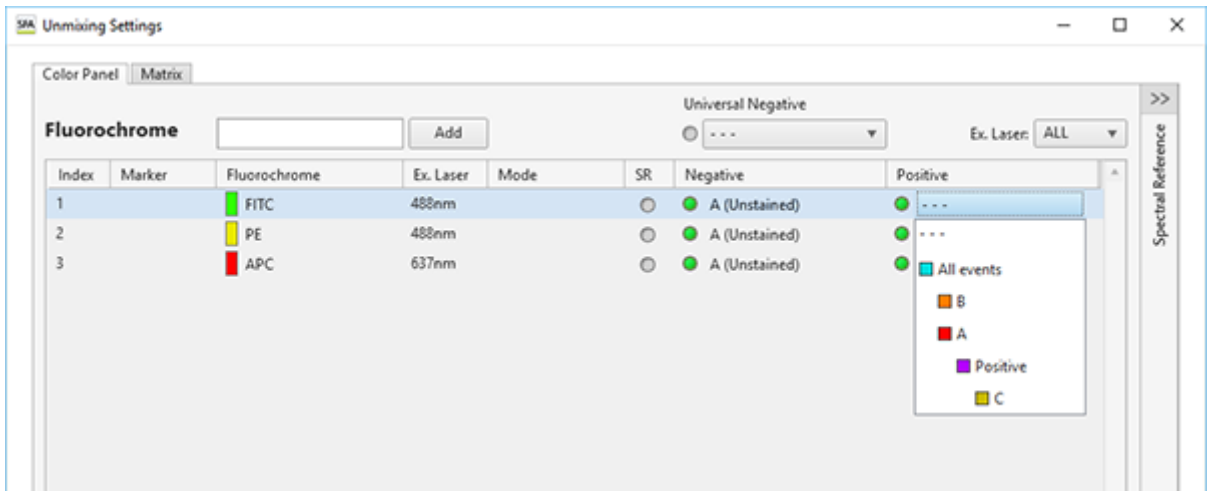 SPA Unmixing Settings
Color Panel Matrix
Universal Negative
>>
Fluorochrome Add - - - Ex. Laser: ALL
Spectral Reference
Index Marker Fluorochrome Ex. Laser Mode SR Negative Positive
1 FITC 488nm A (Unstained) - - -
2 PE 488nm A (Unstained) - - -
3 APC 637nm A (Unstained)
All events
B
A
Positive
C